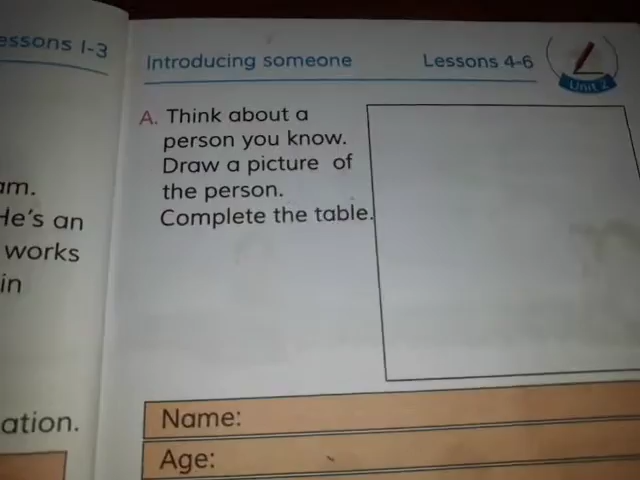 essons 1-3
am.
He's an
works
in
ation.
Introducing someone
Lessons 4-6
Unit 2
A. Think about a
person you know.
Draw a picture of
the person.
Complete the table.
Name:
Age: